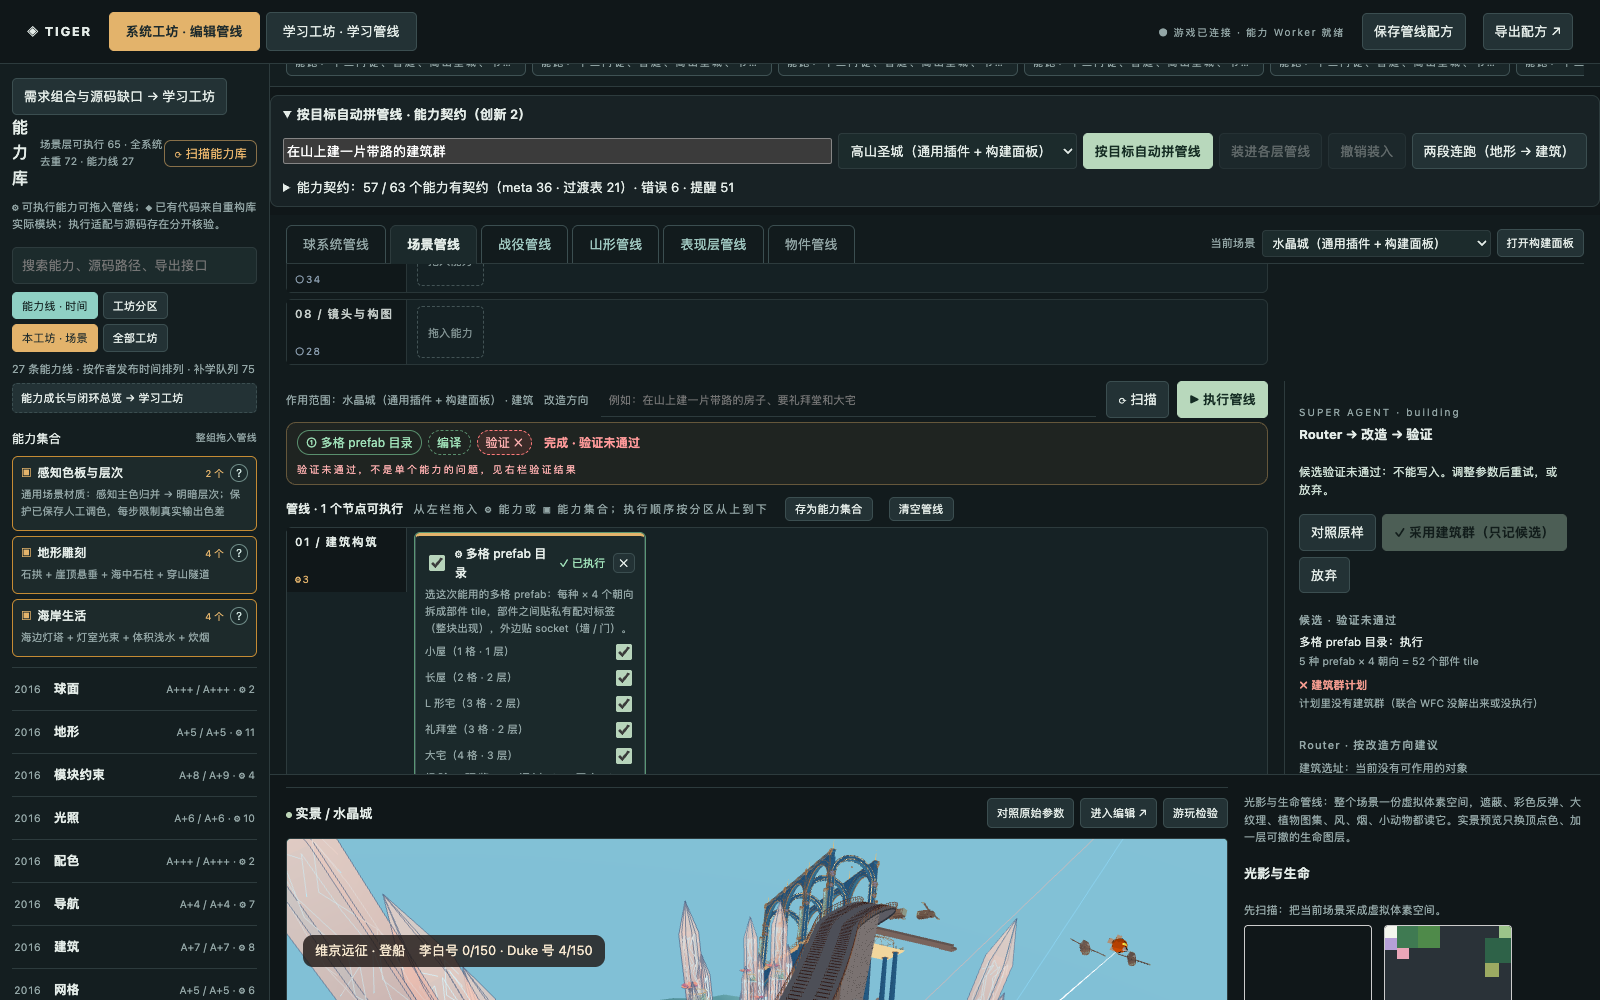 ◈ TIGER
系统工坊 · 编辑管线
学习工坊 · 学习管线
游戏已连接 · 能力 Worker 就绪
保存管线配方
导出配方 ↗
需求组合与源码缺口 → 学习工坊
能力库
场景层可执行 65 · 全系统去重 72 · 能力线 27
⟳ 扫描能力库
⚙ 可执行能力可拖入管线；◆ 已有代码来自重构库实际模块；执行适配与源码存在分开核验。
搜索能力、源码路径、导出接口
能力线 · 时间
工坊分区
本工坊 · 场景
全部工坊
27 条能力线 · 按作者发布时间排列 · 补学队列 75
能力成长与闭环总览 → 学习工坊
能力集合
整组拖入管线
▣ 感知色板与层次 2 个 ?
通用场景材质：感知主色归并 → 明暗层次；保护已保存人工调色，每步限制真实输出色差
▣ 地形雕刻 4 个 ?
石拱 + 崖顶悬垂 + 海中石柱 + 穿山隧道
▣ 海岸生活 4 个 ?
海边灯塔 + 灯室光束 + 体积浅水 + 炊烟
2016 球面 A+++ / A+++ · ⚙ 2
2016 地形 A+5 / A+5 · ⚙ 11
2016 模块约束 A+8 / A+9 · ⚙ 4
2016 光照 A+6 / A+6 · ⚙ 10
2016 配色 A+++ / A+++ · ⚙ 2
2016 导航 A+4 / A+4 · ⚙ 7
2016 建筑 A+7 / A+7 · ⚙ 8
2016 网格 A+5 / A+5 · ⚙ 6
▼ 按目标自动拼管线 · 能力契约（创新 2）
在山上建一片带路的建筑群
高山圣城（通用插件 + 构建面板）
按目标自动拼管线
装进各层管线
撤销装入
两段连跑（地形 → 建筑）
▶ 能力契约：57 / 63 个能力有契约（meta 36 · 过渡表 21）· 错误 6 · 提醒 51
球系统管线
场景管线
战役管线
山形管线
表现层管线
物件管线
当前场景
水晶城（通用插件 + 构建面板）
打开构建面板
34
08 / 镜头与构图
28
拖入能力
作用范围：水晶城（通用插件 + 构建面板） · 建筑 改造方向
例如：在山上建一片带路的房子、要礼拜堂和大宅
⟳ 扫描
▶ 执行管线
① 多格 prefab 目录
编译
验证 ✕
完成 · 验证未通过
验证未通过，不是单个能力的问题，见右栏验证结果
管线 · 1 个节点可执行
从左栏拖入 ⚙ 能力或 ▣ 能力集合；执行顺序按分区从上到下
存为能力集合
清空管线
01 / 建筑构筑
⚙3
⚙ 多格 prefab 目录
✓ 已执行
✕
选这次能用的多格 prefab：每种 × 4 个朝向拆成部件 tile，部件之间贴私有配对标签（整块出现），外边贴 socket（墙 / 门）。
小屋（1 格 · 1 层）
长屋（2 格 · 2 层）
L 形宅（3 格 · 2 层）
礼拜堂（3 格 · 2 层）
大宅（4 格 · 3 层）
SUPER AGENT · building
Router → 改造 → 验证
候选验证未通过：不能写入。调整参数后重试，或放弃。
对照原样
✓ 采用建筑群（只记候选）
放弃
候选 · 验证未通过
多格 prefab 目录：执行
5 种 prefab × 4 朝向 = 52 个部件 tile
✕ 建筑群计划
计划里没有建筑群（联合 WFC 没解出来或没执行）
Router · 按改造方向建议
建筑选址：当前没有可作用的对象
实景 / 水晶城
对照原始参数
进入编辑 ↗
游玩检验
维京远征 · 登船 李白号 0/150 · Duke 号 4/150
光影与生命管线：整个场景一份虚拟体素空间，遮蔽、彩色反弹、大纹理、植物图集、风、烟、小动物都读它。实景预览只换顶点色、加一层可撤的生命图层。
光影与生命
先扫描：把当前场景采成虚拟体素空间。